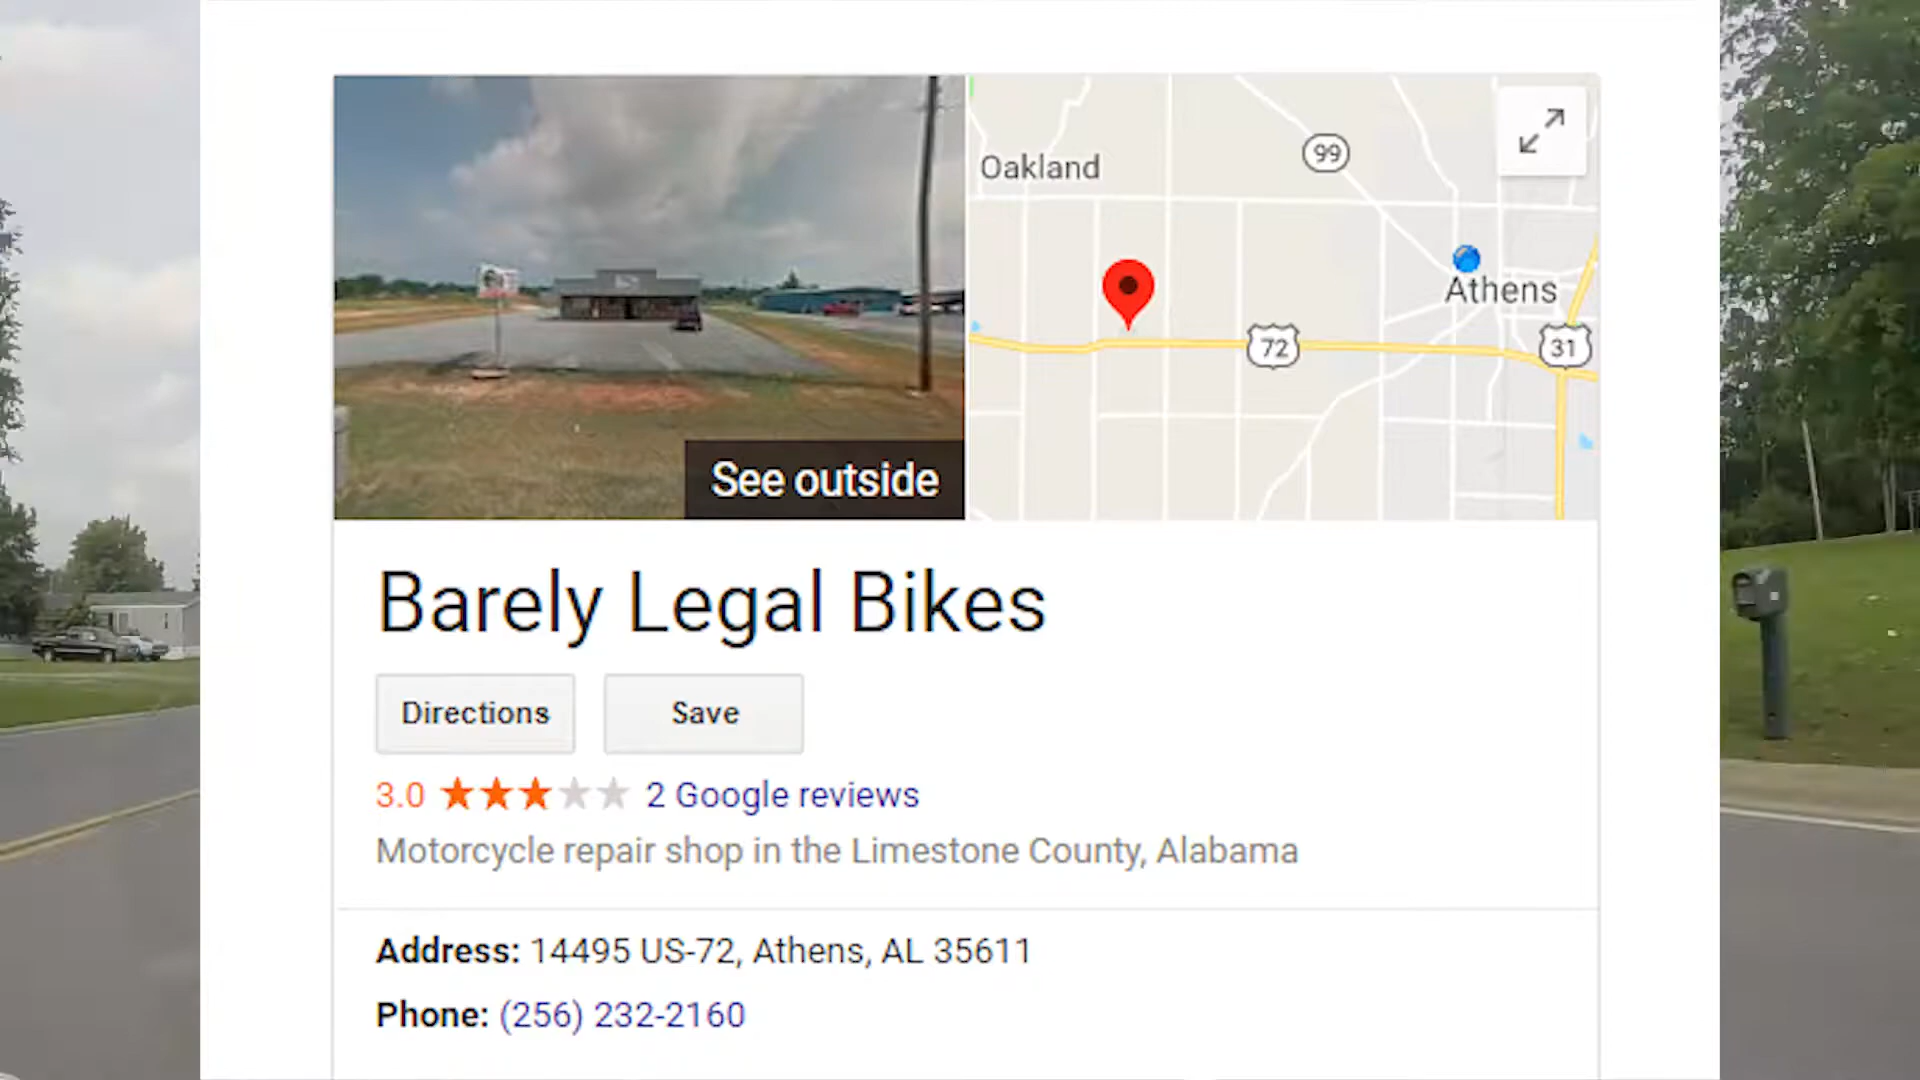 Oakland
99
Athens
72
31
See outside
Barely Legal Bikes
Directions
Save
3.0
2 Google reviews
Motorcycle repair shop in the Limestone County, Alabama
Address: 14495 US-72, Athens, AL 35611
Phone: (256) 232-2160